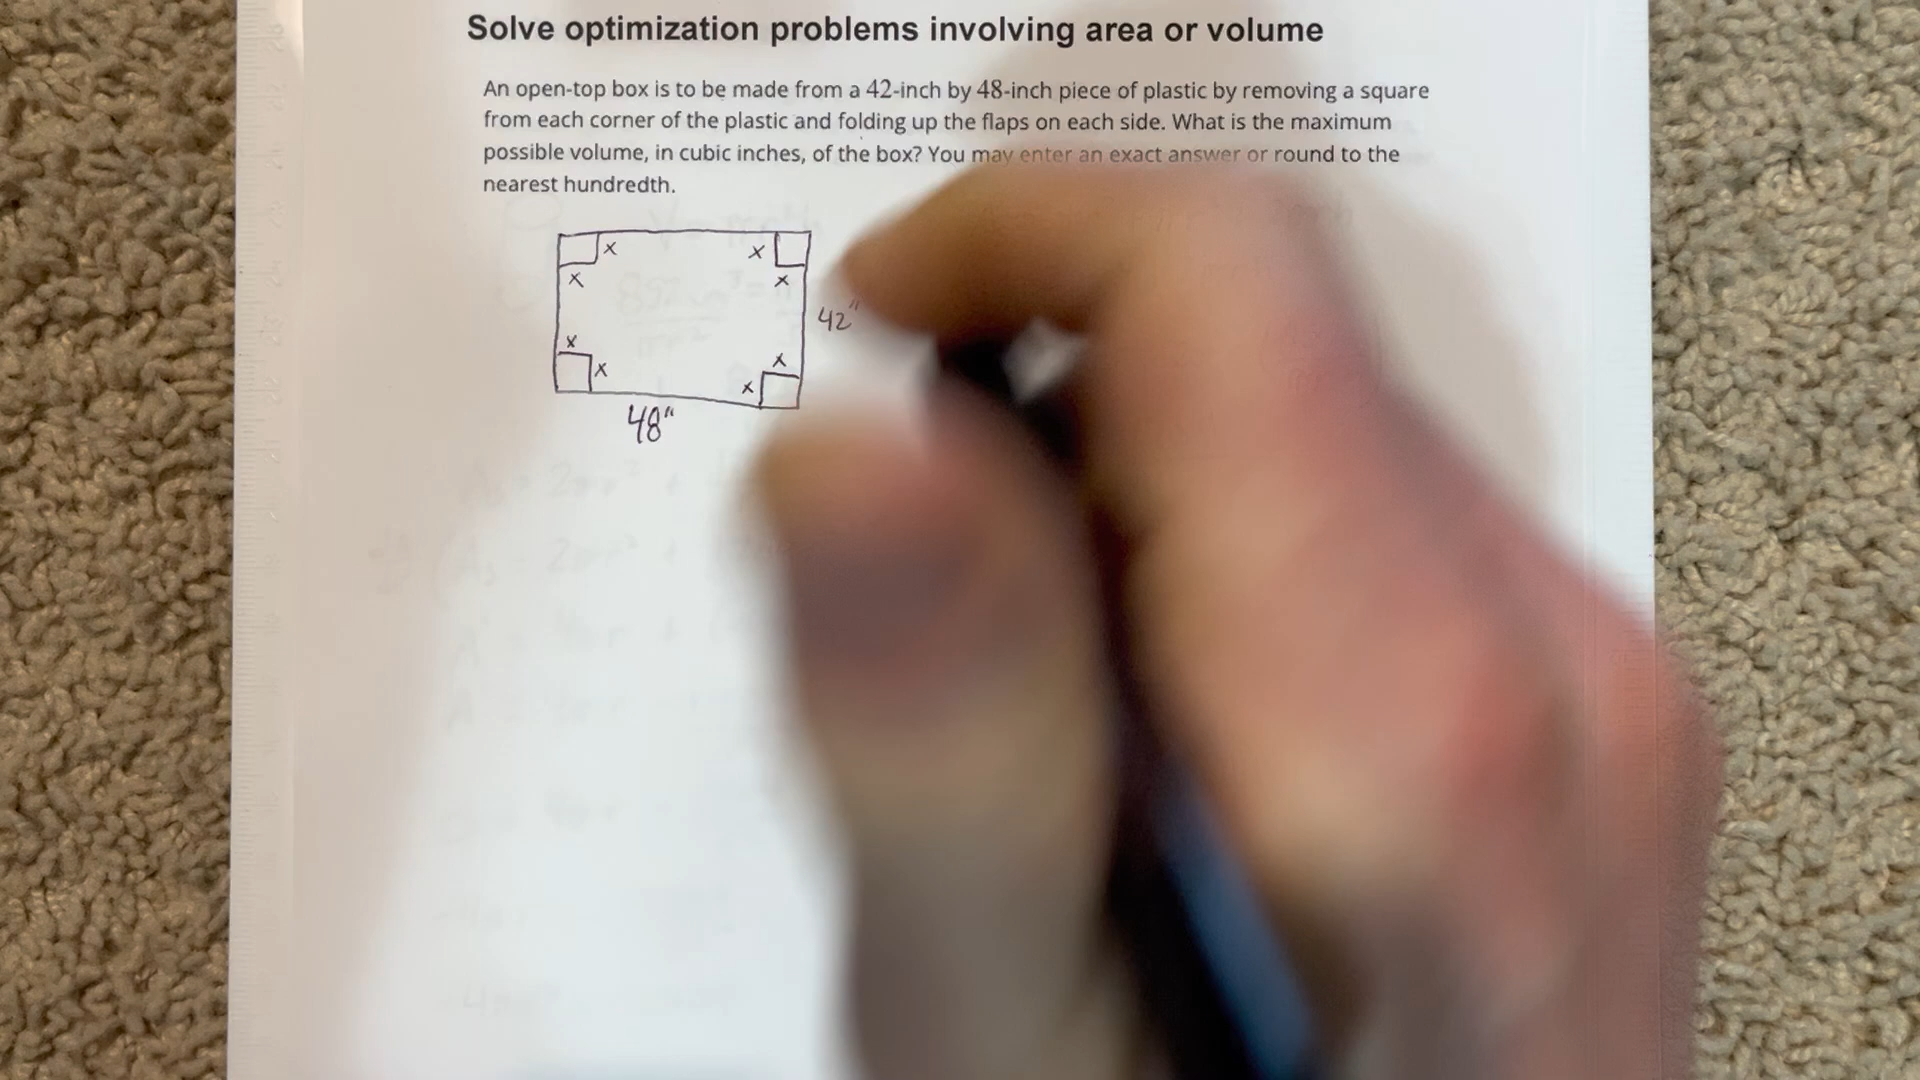 Solve optimization problems involving area or volume
An open-top box is to be made from a 42-inch by 48-inch piece of plastic by removing a square
from each corner of the plastic and folding up the flaps on each side. What is the maximum
possible volume, in cubic inches, of the box? You may enter an exact answer or round to the
nearest hundredth.
x x
x x
42"
x x
x x
48"